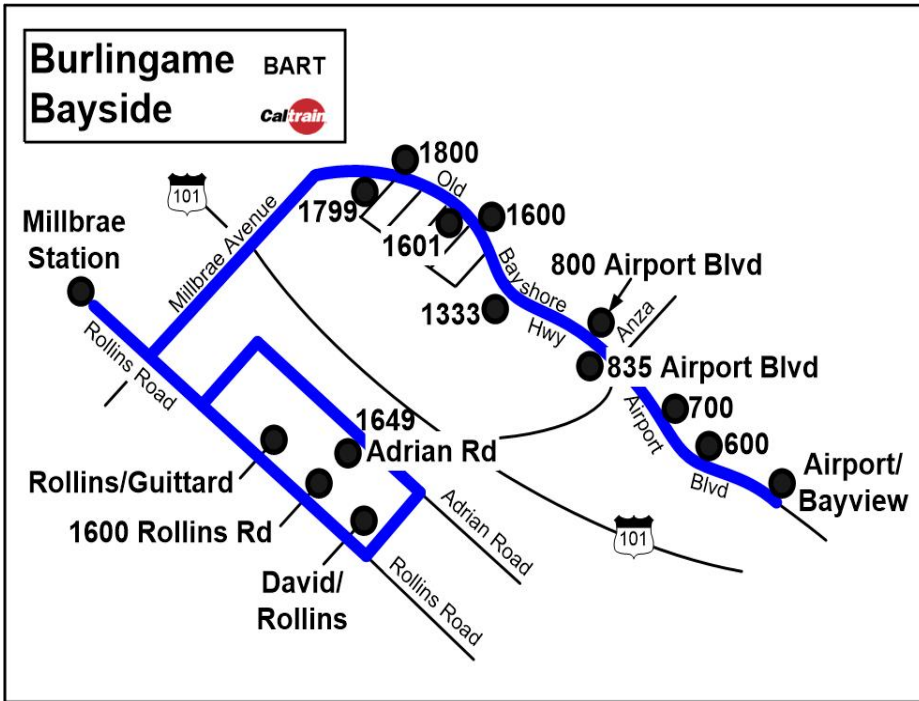 Burlingame BART
Bayside Caltrain
101
1800
Old
1799
Millbrae
Station
Millbrae Avenue
1601
1600
Bayshore
Hwy
800 Airport Blvd
1333
Anza
Rollins Road
835 Airport Blvd
700
Airport
600
Blvd
Airport/
Bayview
1649
Adrian Rd
Rollins/Guittard
1600 Rollins Rd
Adrian Road
101
David/
Rollins
Rollins Road